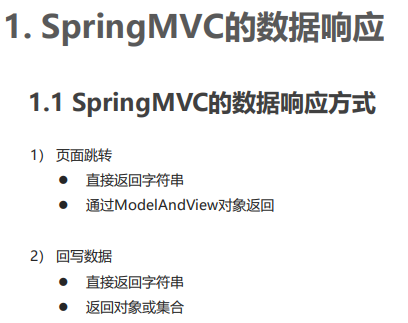 1. SpringMVC的数据响应
1.1 SpringMVC的数据响应方式
1） 页面跳转
● 直接返回字符串
● 通过ModelAndView对象返回
2） 回写数据
● 直接返回字符串
● 返回对象或集合